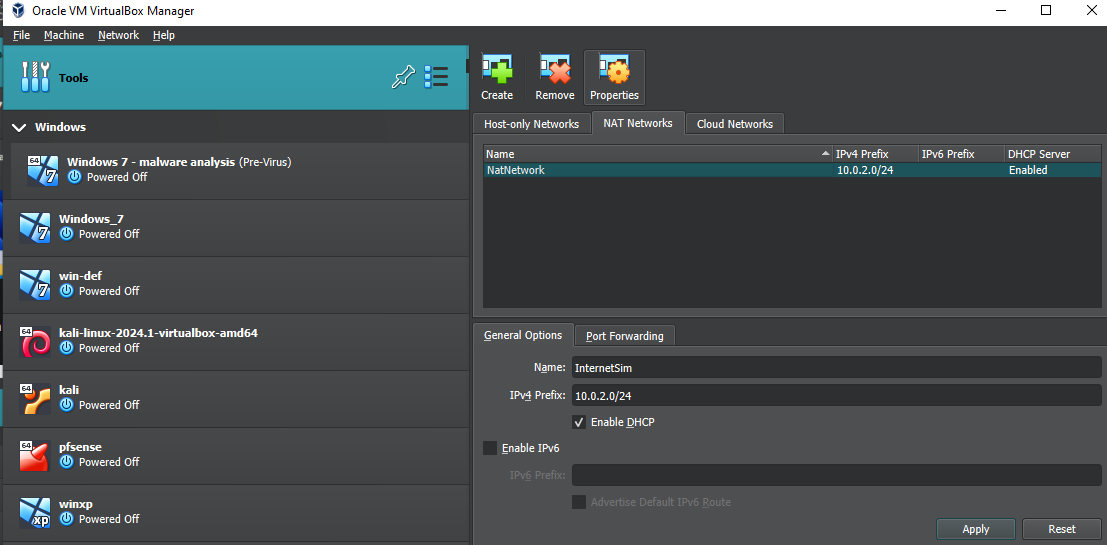 Oracle VM VirtualBox Manager
File Machine Network Help
Tools
Create Remove Properties
Host-only Networks NAT Networks Cloud Networks
Name IPv4 Prefix IPv6 Prefix DHCP Server
NatNetwork 10.0.2.0/24 Enabled
Windows
64
7
Windows 7 - malware analysis (Pre-Virus)
Powered Off
7
Windows_7
Powered Off
7
win-def
Powered Off
64
kali-linux-2024.1-virtualbox-amd64
Powered Off
64
kali
Powered Off
64
pfsense
Powered Off
xp
winxp
Powered Off
General Options Port Forwarding
Name: InternetSim
IPv4 Prefix: 10.0.2.0/24
Enable DHCP
Enable IPv6
IPv6 Prefix:
Advertise Default IPv6 Route
Apply Reset